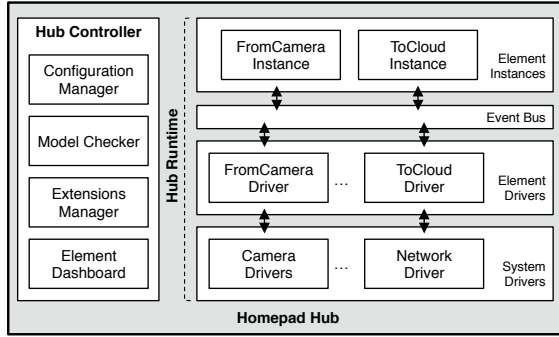 Hub Controller
Configuration
Manager
Model Checker
Extensions
Manager
Element
Dashboard
Hub Runtime
FromCamera
Instance
ToCloud
Instance
Element
Instances
Event Bus
FromCamera
Driver
...
ToCloud
Driver
Element
Drivers
Camera
Drivers
...
Network
Driver
System
Drivers
Homepad Hub